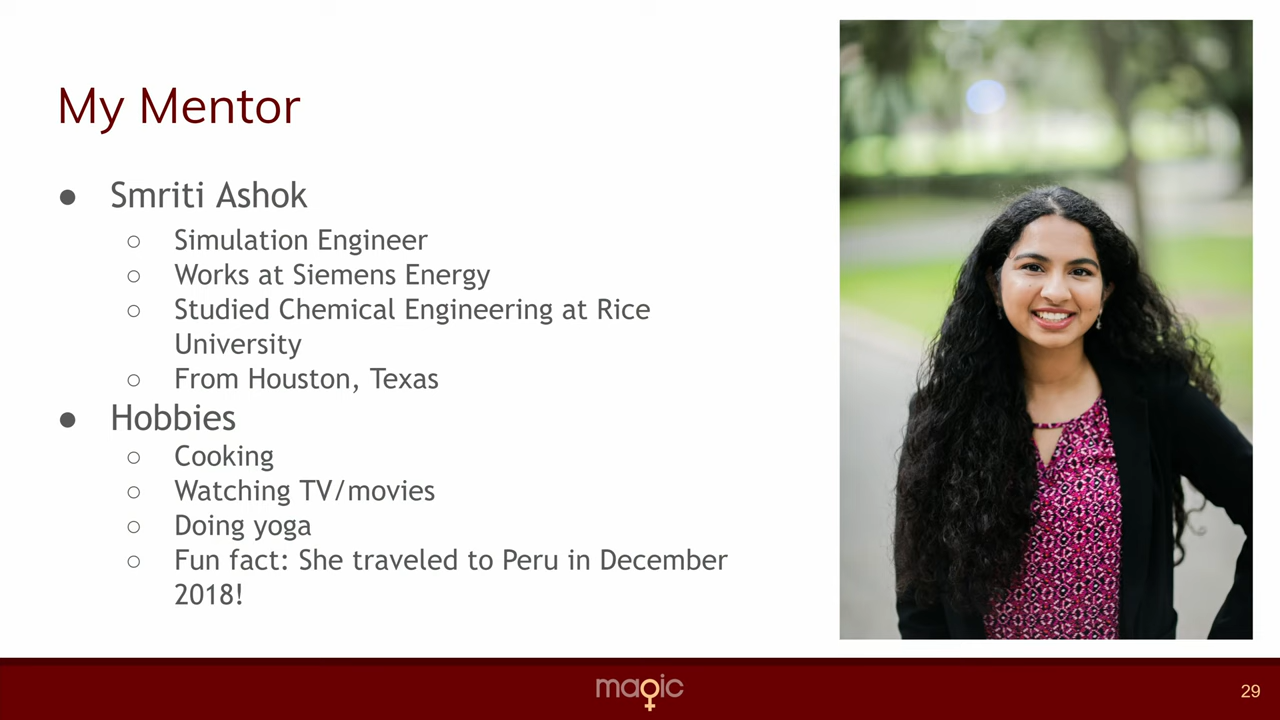 My Mentor
● Smriti Ashok
○ Simulation Engineer
○ Works at Siemens Energy
○ Studied Chemical Engineering at Rice
University
○ From Houston, Texas
● Hobbies
○ Cooking
○ Watching TV/movies
○ Doing yoga
○ Fun fact: She traveled to Peru in December
2018!
magic
29